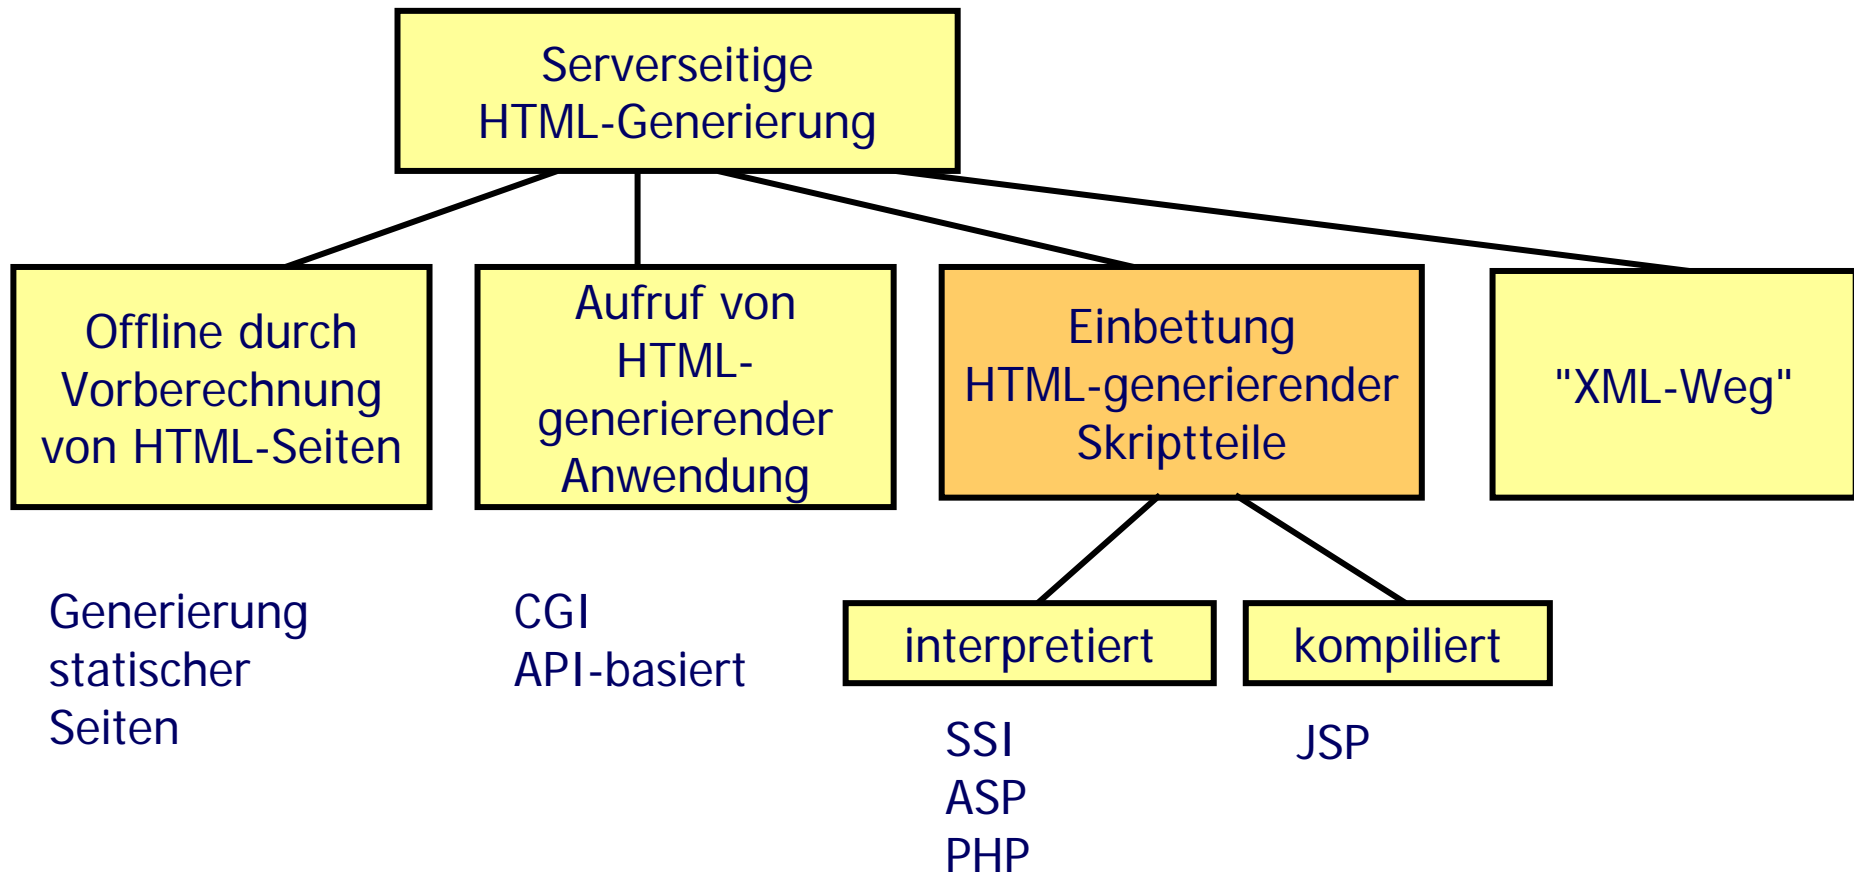 Serverseitige
HTML-Generierung
Offline durch
Vorberechnung
von HTML-Seiten
Aufruf von
HTML-
generierender
Anwendung
Einbettung
HTML-generierender
Skriptteile
"XML-Weg"
Generierung
statischer
Seiten
CGI
API-basiert
interpretiert
kompiliert
SSI
ASP
PHP
JSP